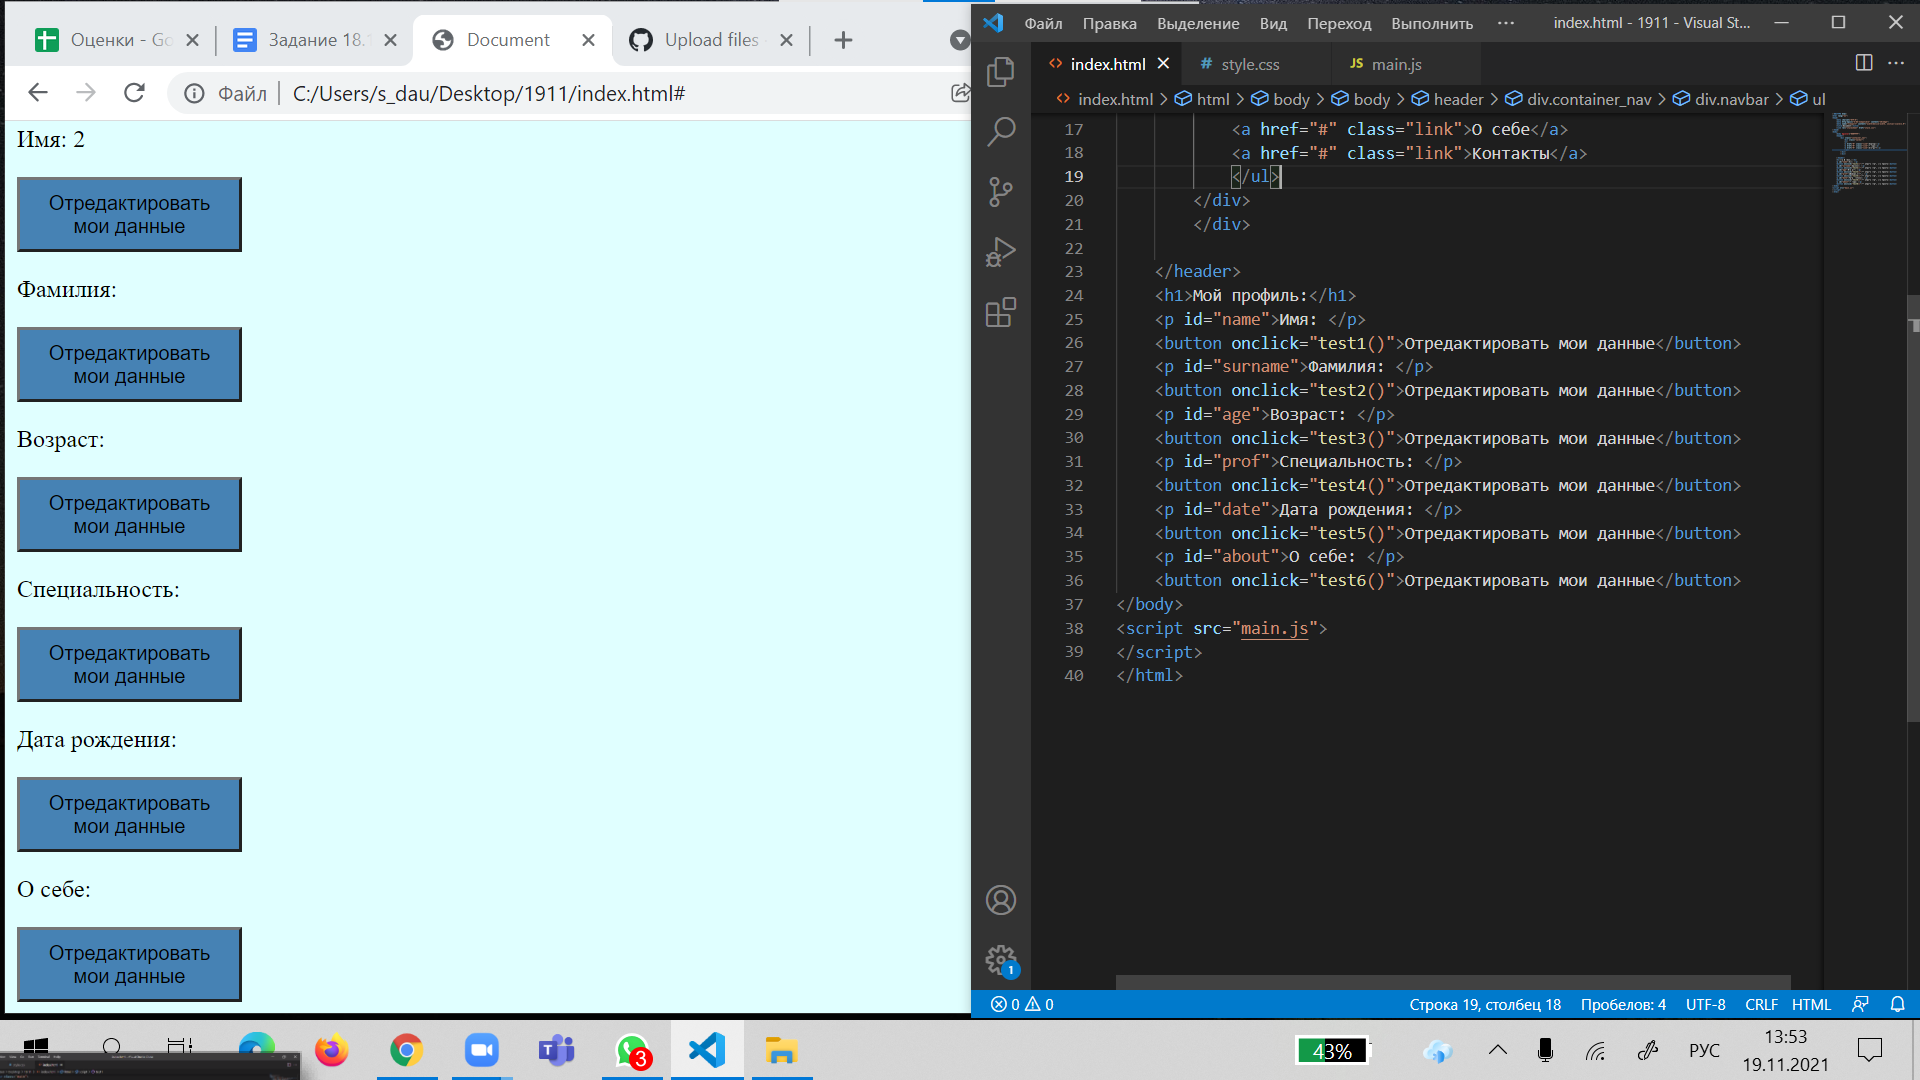 Оценки - Go
Задание 18.1
Document
Upload files
Файл
C:/Users/s_dau/Desktop/1911/index.html#
Имя: 2
Отредактировать
мои данные
Фамилия:
Отредактировать
мои данные
Возраст:
Отредактировать
мои данные
Специальность:
Отредактировать
мои данные
Дата рождения:
Отредактировать
мои данные
О себе:
Отредактировать
мои данные
Файл Правка Выделение Вид Переход Выполнить ··· index.html - 1911 - Visual St...
index.html # style.css JS main.js ···
index.html > html > body > body > header > div.container_nav > div.navbar > ul
17 <a href="#" class="link">О себе</a>
18 <a href="#" class="link">Контакты</a>
19 </ul>
20 </div>
21 </div>
22
23 </header>
24 <h1>Мой профиль:</h1>
25 <p id="name">Имя: </p>
26 <button onclick="test1()">Отредактировать мои данные</button>
27 <p id="surname">Фамилия: </p>
28 <button onclick="test2()">Отредактировать мои данные</button>
29 <p id="age">Возраст: </p>
30 <button onclick="test3()">Отредактировать мои данные</button>
31 <p id="prof">Специальность: </p>
32 <button onclick="test4()">Отредактировать мои данные</button>
33 <p id="date">Дата рождения: </p>
34 <button onclick="test5()">Отредактировать мои данные</button>
35 <p id="about">О себе: </p>
36 <button onclick="test6()">Отредактировать мои данные</button>
37 </body>
38 <script src="main.js">
39 </script>
40 </html>
1
0 0 Строка 19, столбец 18 Пробелов: 4 UTF-8 CRLF HTML
3
43%
РУС
13:53
19.11.2021